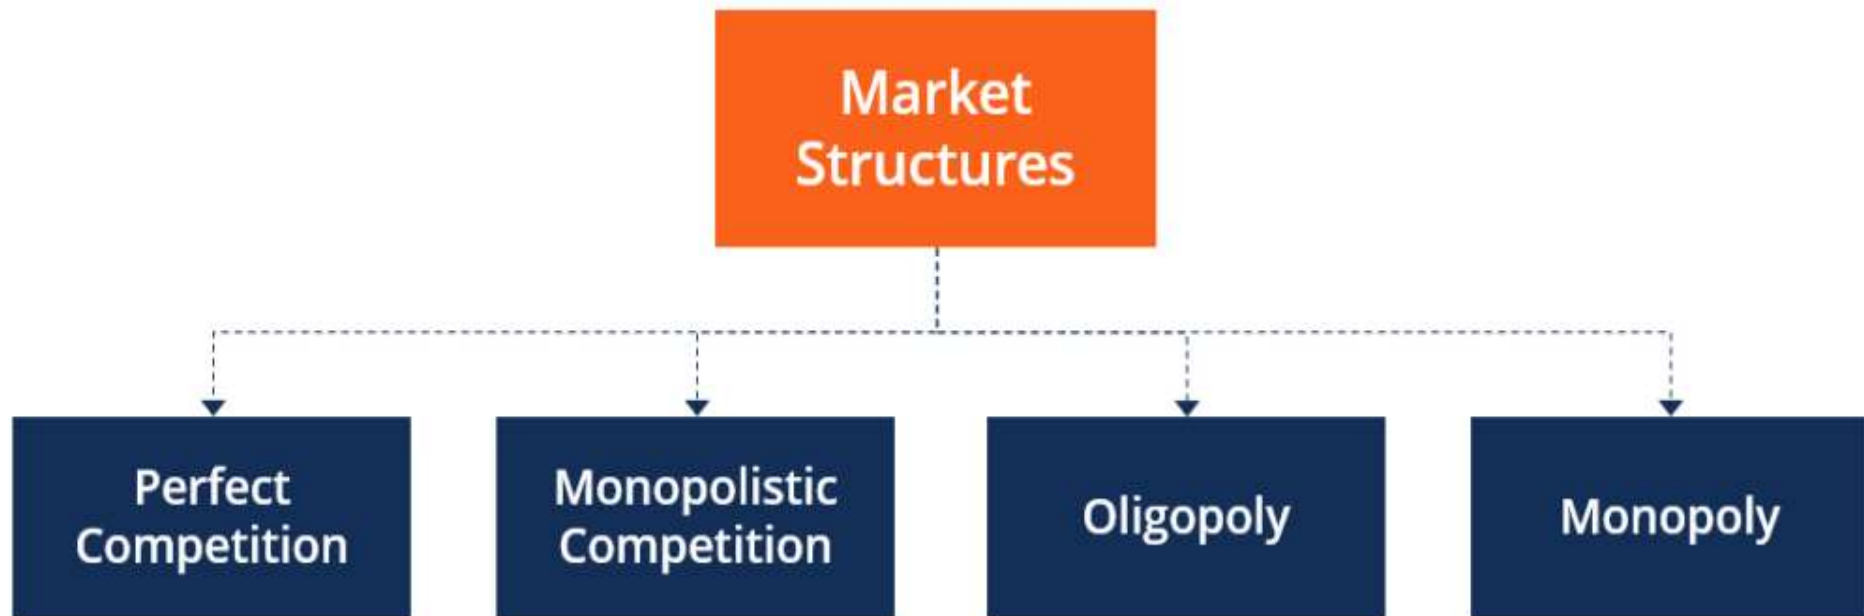 Market
Structures
Perfect
Competition
Monopolistic
Competition
Oligopoly
Monopoly